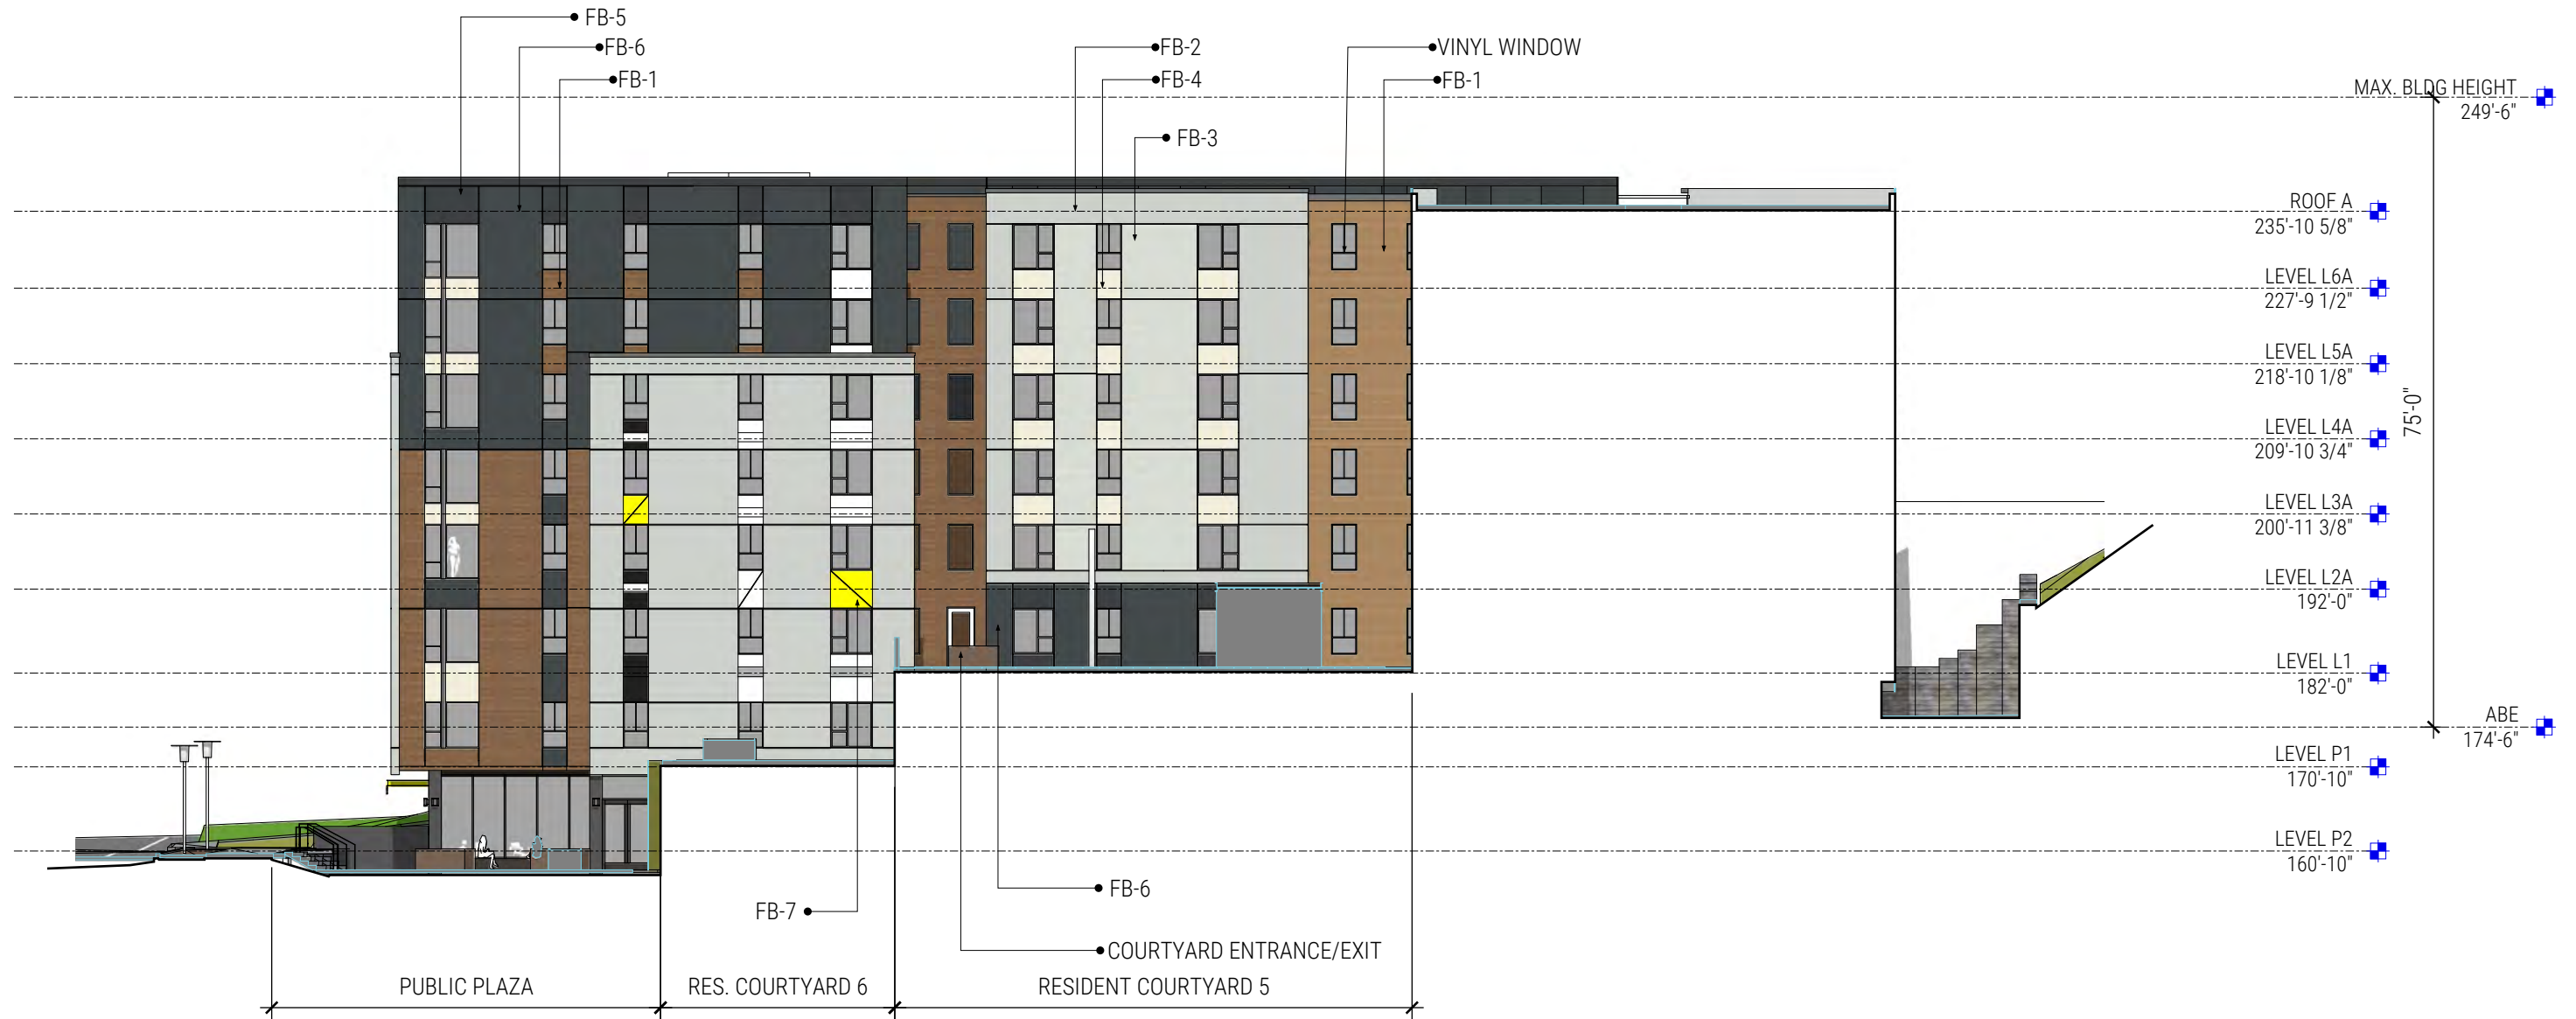 FB-5
FB-6
FB-1
FB-2
FB-4
FB-3
VINYL WINDOW
FB-1
MAX. BLDG HEIGHT
249'-6"
ROOF A
235'-10 5/8"
LEVEL L6A
227'-9 1/2"
LEVEL L5A
218'-10 1/8"
75'-0"
LEVEL L4A
209'-10 3/4"
LEVEL L3A
200'-11 3/8"
LEVEL L2A
192'-0"
LEVEL L1
182'-0"
ABE
174'-6"
LEVEL P1
170'-10"
LEVEL P2
160'-10"
FB-6
FB-7
COURTYARD ENTRANCE/EXIT
PUBLIC PLAZA
RES. COURTYARD 6
RESIDENT COURTYARD 5